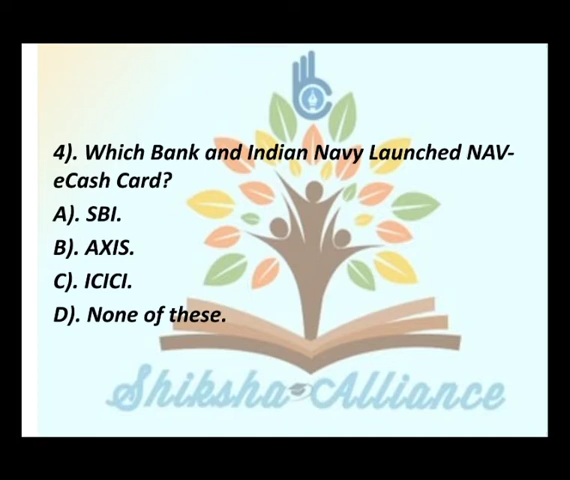 4). Which Bank and Indian Navy Launched NAV-
eCash Card?
A). SBI.
B). AXIS.
C). ICICI.
D). None of these.
Shiksha Alliance